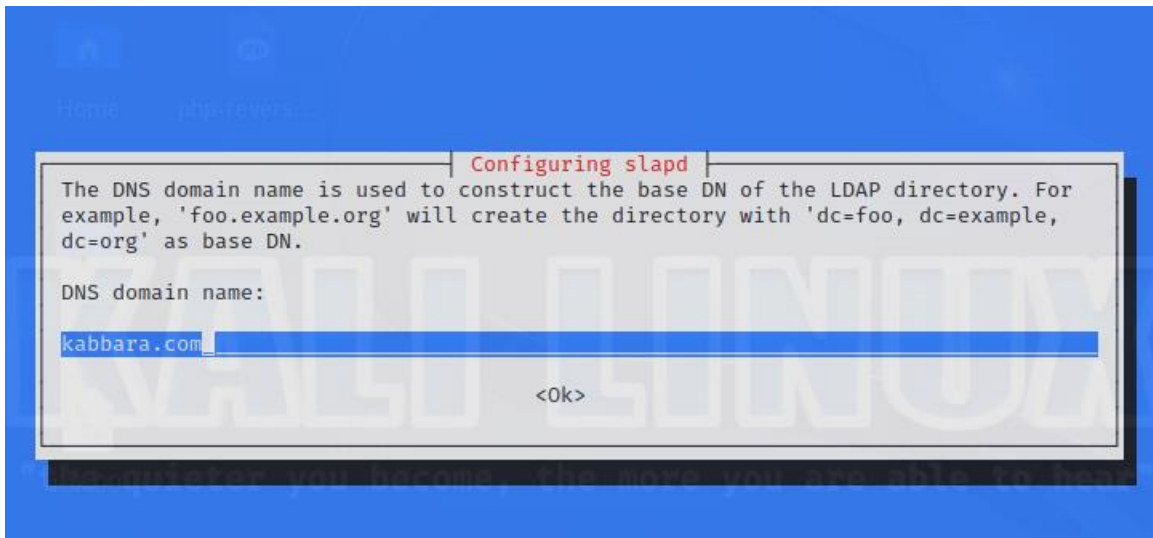 Home php-revers...
Configuring slapd
The DNS domain name is used to construct the base DN of the LDAP directory. For
example, 'foo.example.org' will create the directory with 'dc=foo, dc=example,
dc=org' as base DN.
DNS domain name:
kabbara.com
<Ok>
KALI LINUX
"the quieter you become, the more you are able to hear"